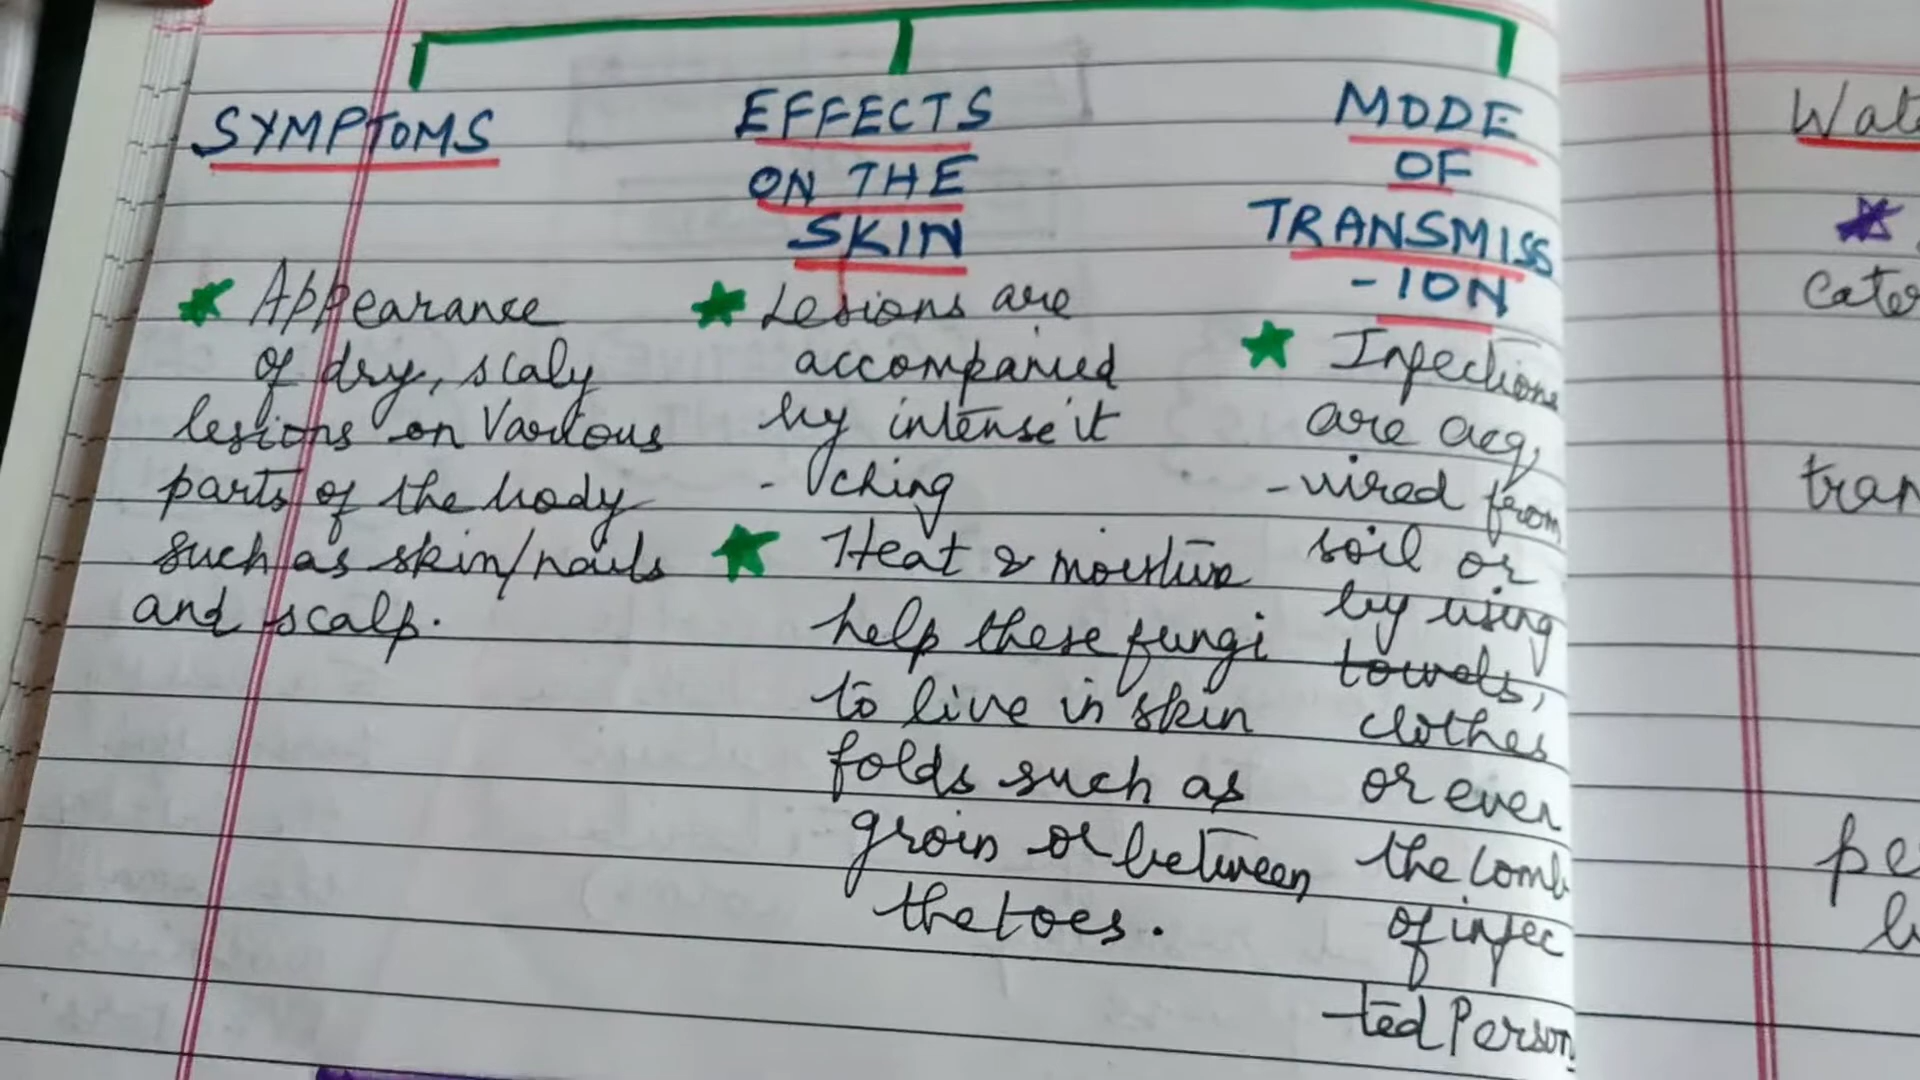 SYMPTOMS
★ Appearance
of dry, scaly
lesions on Various
parts of the body
such as skin/nails
and scalp.
EFFECTS
ON THE
SKIN
★ Lesions are
accompanied
by intense it
- ching
★ Heat & moisture
help these fungi
to live in skin
folds such as
groin or between
the toes.
MODE
OF
TRANSMISS
-ION
★ Infections
are acq
-uired from
soil or
by using
towels,
clothes
or even
the comb
of infec
-ted Person